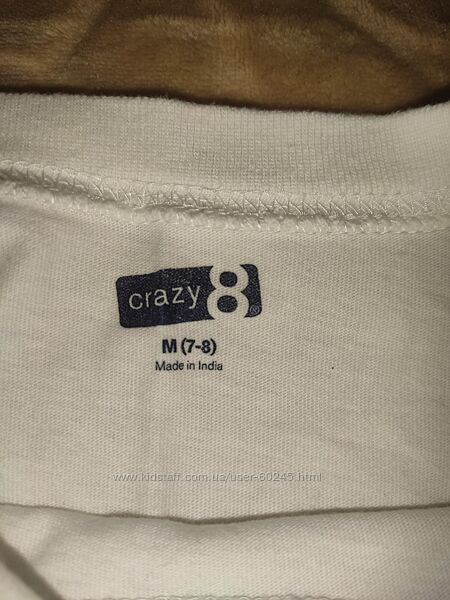 crazy 8®
M (7-8)
Made in India
www.kidstaff.com.ua/user-60245.html